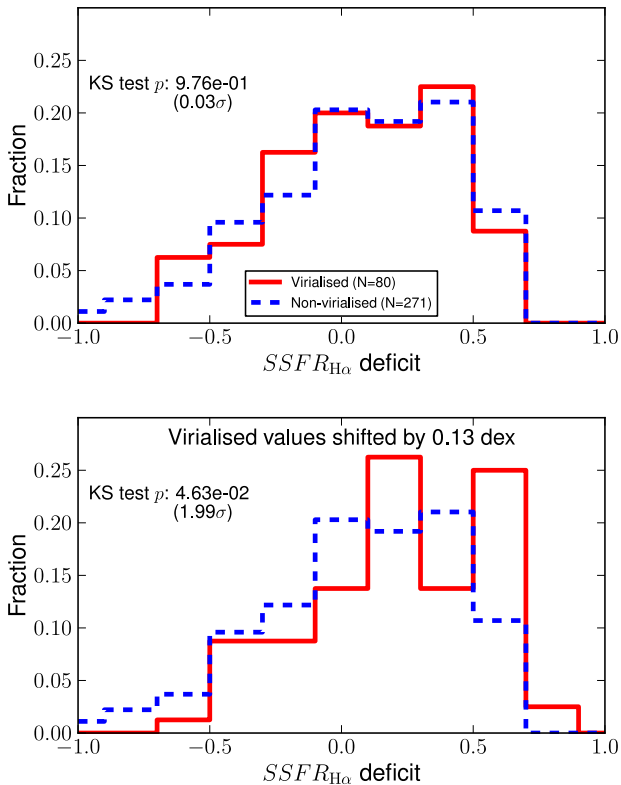 0.25
0.20
0.15
0.10
0.05
0.00
Fraction
KS test p: 9.76e-01
(0.03σ)
Virialised (N=80)
Non-virialised (N=271)
−1.0 −0.5 0.0 0.5 1.0
SSFR_Hα deficit
Virialised values shifted by 0.13 dex
0.25
0.20
0.15
0.10
0.05
0.00
Fraction
KS test p: 4.63e-02
(1.99σ)
−1.0 −0.5 0.0 0.5 1.0
SSFR_Hα deficit